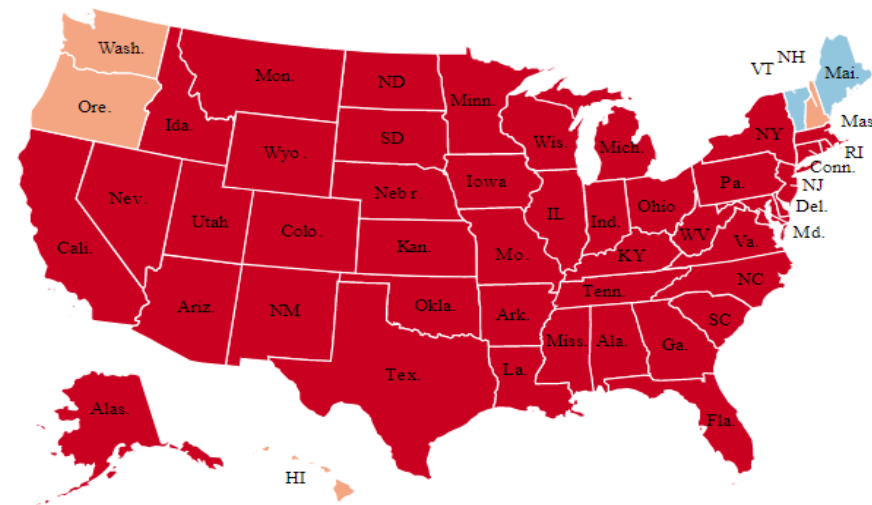 Wash.
Mon.
ND
Minn.
VT
NH
Mai.
Ore.
Ida.
SD
Wis.
Mich.
NY
Mas
RI
Conn.
Wyo.
Nebr.
Iowa
Pa.
NJ
Del.
Md.
Nev.
Utah
Colo.
Kan.
Mo.
IL
Ind.
Ohio
WV
Va.
KY
Cali.
Ariz.
NM
Okla.
Ark.
Tenn.
NC
SC
Tex.
La.
Miss.
Ala.
Ga.
Fla.
Alas.
HI